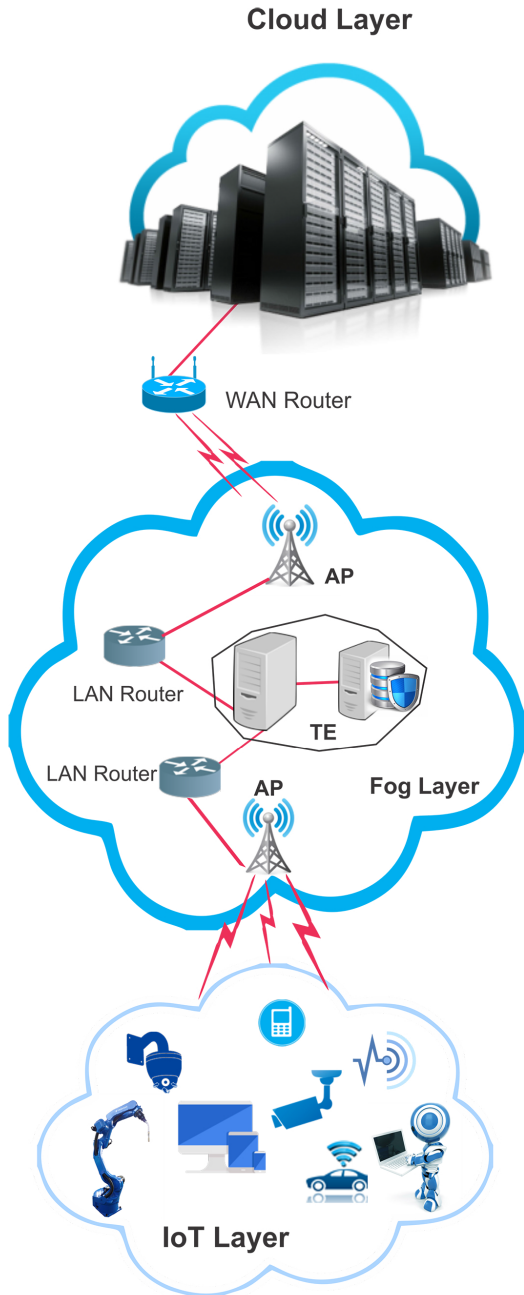 Cloud Layer
WAN Router
AP
LAN Router
TE
LAN Router
Fog Layer
AP
IoT Layer